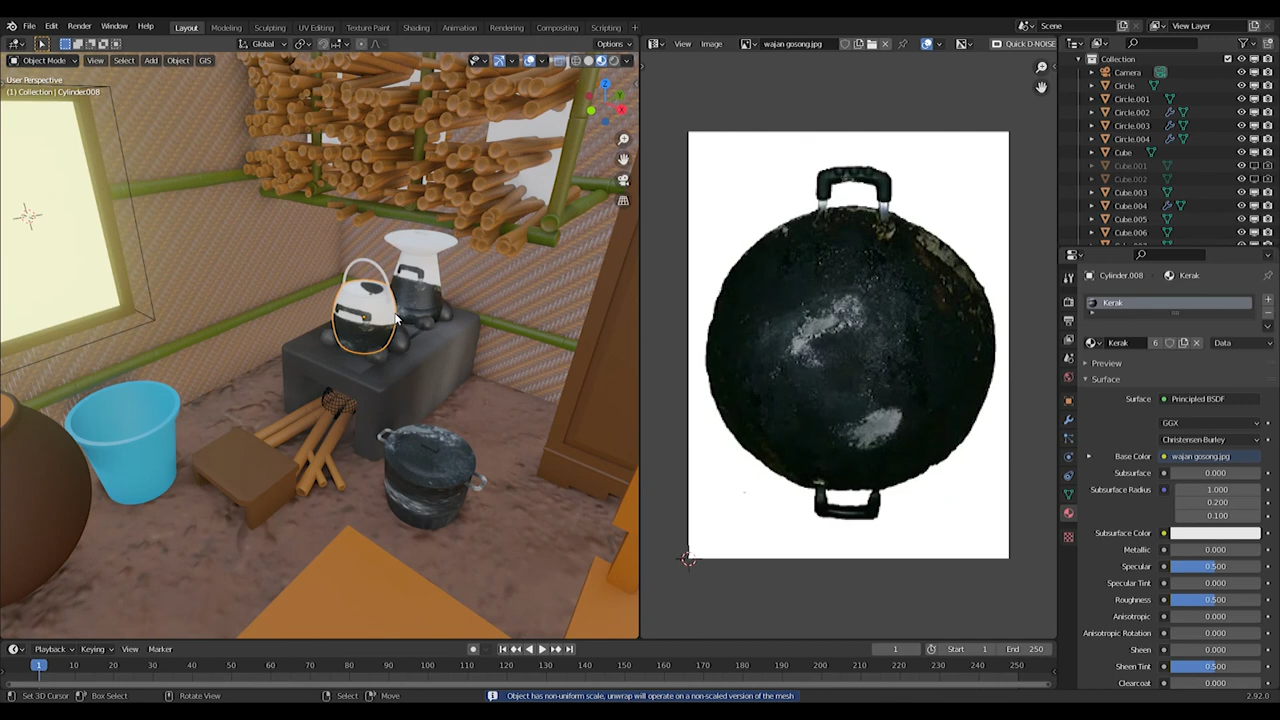 File Edit Render Window Help Layout Modeling Sculpting UV Editing Texture Paint Shading Animation Rendering Compositing Scripting + Scene View Layer
Global Options View Image wajan gosong.jpg Quick D-NOISE
Object Mode View Select Add Object GIS
User Perspective
(1) Collection | Cylinder008
Collection
Camera
Circle
Circle.001
Circle.002
Circle.003
Circle.004
Cube
Cube.001
Cube.002
Cube.003
Cube.004
Cube.005
Cube.006
Cylinder.008 Kerak
Kerak
Kerak 6 Data
Preview
Surface
Surface Principled BSDF
GGX
Christensen-Burley
Base Color wajan gosong.jpg
Subsurface 0.000
Subsurface Radius 1.000
0.200
0.100
Subsurface Color
Metallic 0.000
Specular 0.500
Specular Tint 0.000
Roughness 0.500
Anisotropic 0.000
Anisotropic Rotation 0.000
Sheen 0.000
Sheen Tint 0.500
Clearcoat 0.000
Playback Keying View Marker 1 Start 1 End 250
1 10 20 30 40 50 60 70 80 90 100 110 120 130 140 150 160 170 180 190 200 210 220 230 240 250
Set 3D Cursor Box Select Rotate View Select Move Object has non-uniform scale, unwrap will operate on a non-scaled version of the mesh 2.92.0